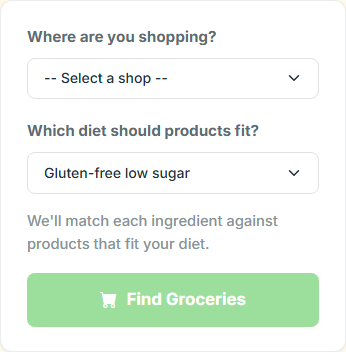 Where are you shopping?
-- Select a shop --
Which diet should products fit?
Gluten-free low sugar
We'll match each ingredient against
products that fit your diet.
Find Groceries